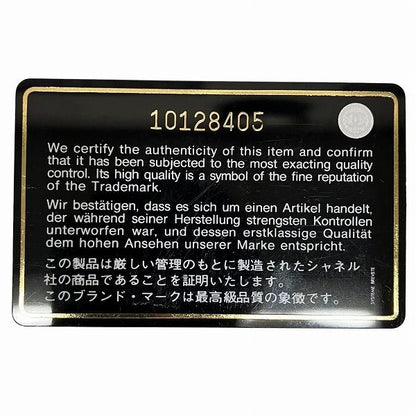 10128405
We certify the authenticity of this item and confirm
that it has been subjected to the most exacting quality
control. Its high quality is a symbol of the fine reputation
of the Trademark.
Wir bestätigen, dass es sich um einen Artikel handelt,
der während seiner Herstellung strengsten Kontrollen
unterworfen war, und dessen erstklassige Qualität
dem hohen Ansehen unserer Marke entspricht.
この製品は厳しい管理のもとに製造されたシャネル
社の商品であることを証明いたします。
このブランド・マークは最高級品質の象徴です。